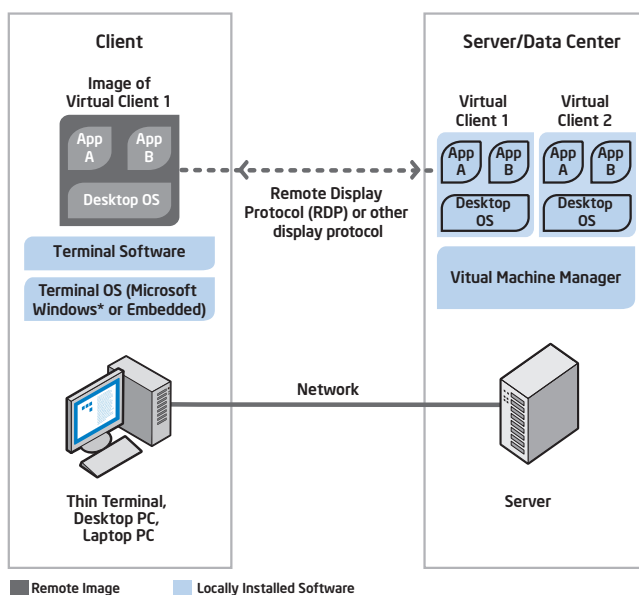 Client
Image of
Virtual Client 1
App
A
App
B
Desktop OS
Terminal Software
Terminal OS (Microsoft
Windows* or Embedded)
Thin Terminal,
Desktop PC,
Laptop PC
Remote Display
Protocol (RDP) or other
display protocol
Network
Server/Data Center
Virtual
Client 1
Virtual
Client 2
App
A
App
B
App
A
App
B
Desktop
OS
Desktop
OS
Vitual Machine Manager
Server
Remote Image
Locally Installed Software